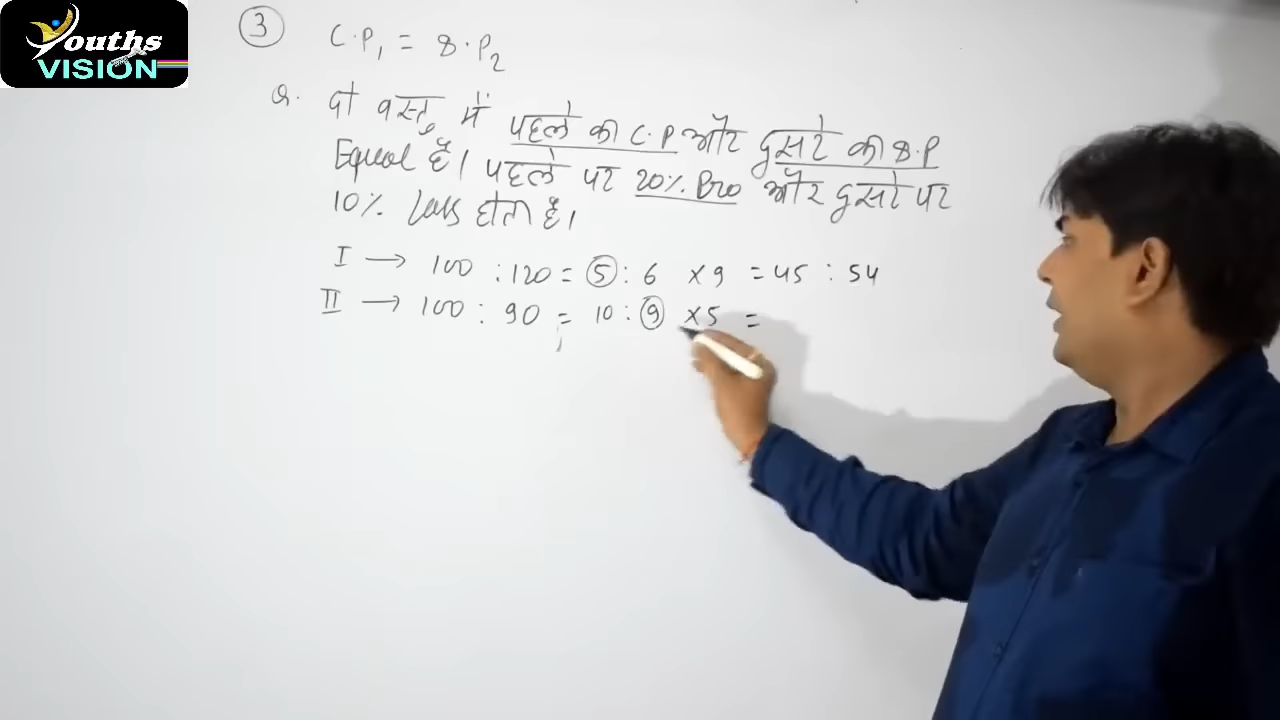 Youths
VISION
③ C.P₁ = S.P₂
Q. दो वस्तु में पहले की C.P और दुसरे की S.P
Equal है। पहले पर 20% Pro और दुसरे पर
10% Loss होता है।
I → 100 : 120 = 5 : 6 × 9 = 45 : 54
II → 100 : 90 = 10 : 9 × 5 =